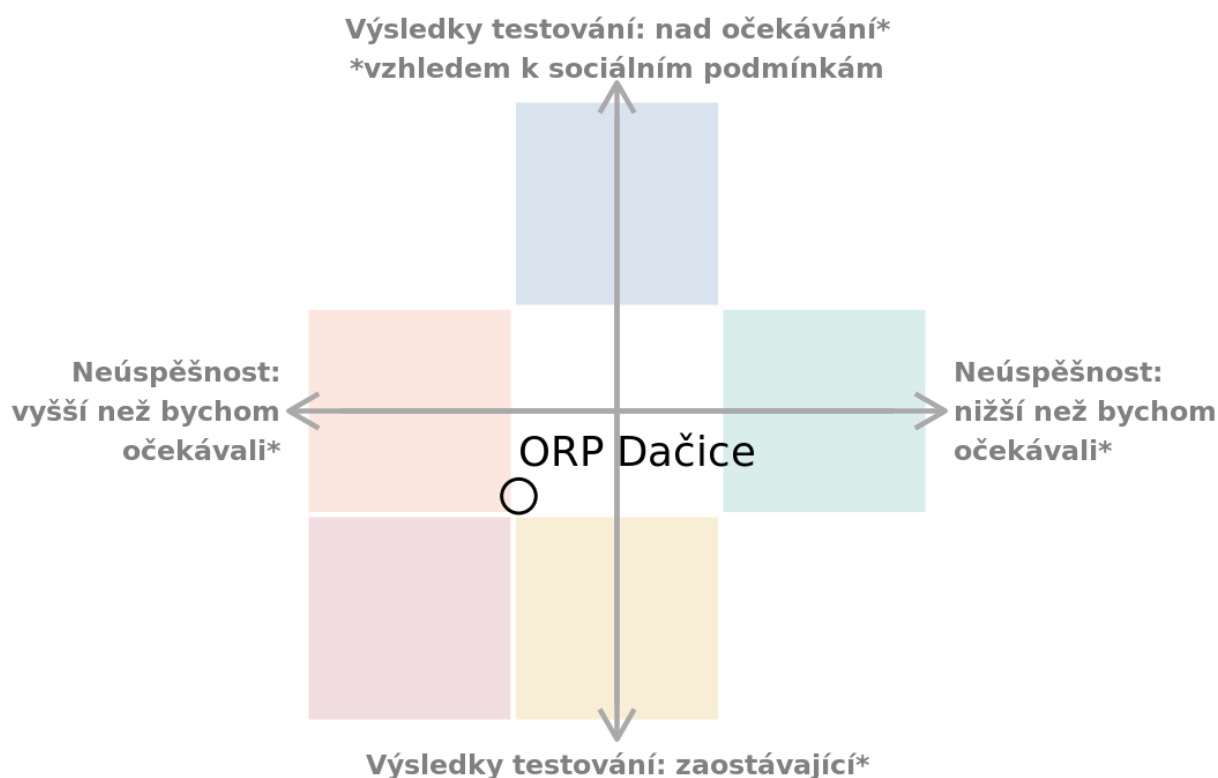 Výsledky testování: nad očekávání*
*vzhledem k sociálním podmínkám
Neúspěšnost:
vyšší než bychom
očekávali*
Neúspěšnost:
nižší než bychom
očekávali*
ORP Dačice
Výsledky testování: zaostávající*